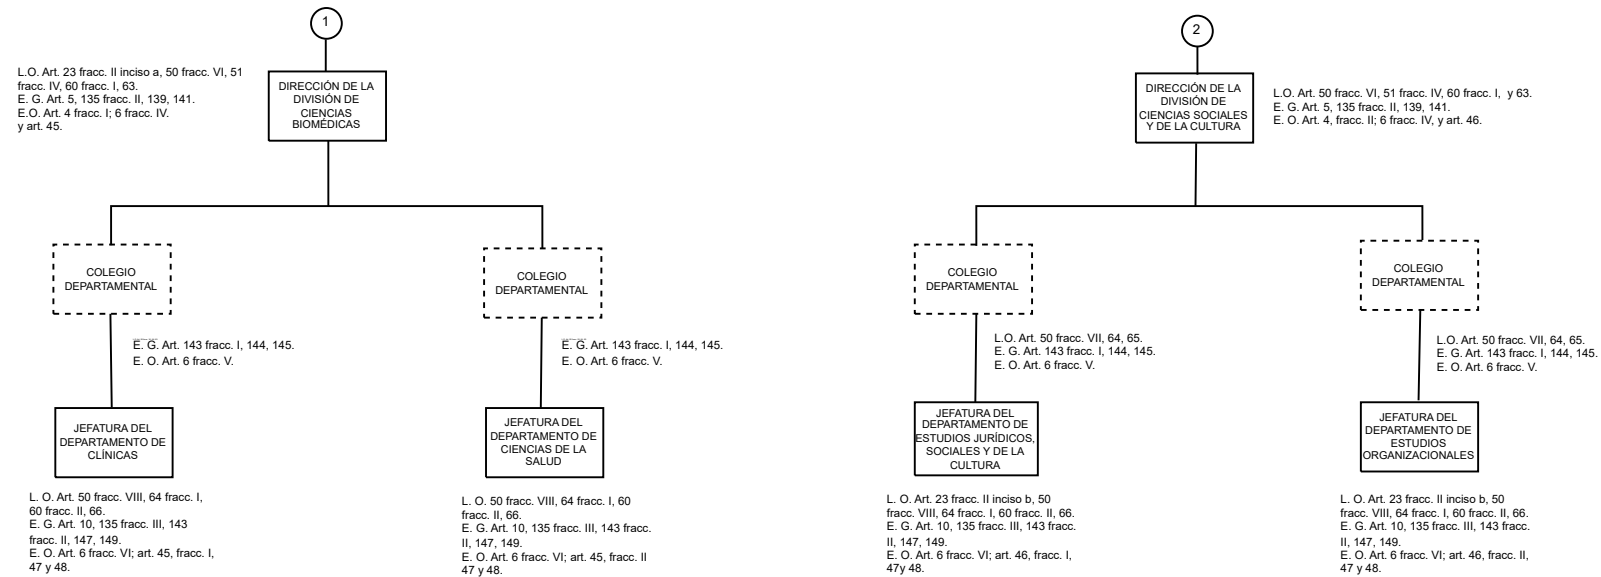 1
L.O. Art. 23 fracc. II inciso a, 50 fracc. VI, 51
fracc. IV, 60 fracc. I, 63.
E. G. Art. 5, 135 fracc. II, 139, 141.
E.O. Art. 4 fracc. I; 6 fracc. IV.
y art. 45.
DIRECCIÓN DE LA
DIVISIÓN DE
CIENCIAS
BIOMÉDICAS
COLEGIO
DEPARTAMENTAL
COLEGIO
DEPARTAMENTAL
E. G. Art. 143 fracc. I, 144, 145.
E. O. Art. 6 fracc. V.
E. G. Art. 143 fracc. I, 144, 145.
E. O. Art. 6 fracc. V.
JEFATURA DEL
DEPARTAMENTO DE
CLÍNICAS
JEFATURA DEL
DEPARTAMENTO DE
CIENCIAS DE LA
SALUD
L. O. Art. 50 fracc. VIII, 64 fracc. I,
60 fracc. II, 66.
E. G. Art. 10, 135 fracc. III, 143
fracc. II, 147, 149.
E. O. Art. 6 fracc. VI; art. 45, fracc. I,
47 y 48.
L. O. 50 fracc. VIII, 64 fracc. I, 60
fracc. II, 66.
E. G. Art. 10, 135 fracc. III, 143 fracc.
II, 147, 149.
E. O. Art. 6 fracc. VI; art. 45, fracc. II
47 y 48.
2
DIRECCIÓN DE LA
DIVISIÓN DE
CIENCIAS SOCIALES
Y DE LA CULTURA
L.O. Art. 50 fracc. VI, 51 fracc. IV, 60 fracc. I, y 63.
E. G. Art. 5, 135 fracc. II, 139, 141.
E. O. Art. 4, fracc. II; 6 fracc. IV, y art. 46.
COLEGIO
DEPARTAMENTAL
COLEGIO
DEPARTAMENTAL
L.O. Art. 50 fracc. VII, 64, 65.
E. G. Art. 143 fracc. I, 144, 145.
E. O. Art. 6 fracc. V.
L.O. Art. 50 fracc. VII, 64, 65.
E. G. Art. 143 fracc. I, 144, 145.
E. O. Art. 6 fracc. V.
JEFATURA DEL
DEPARTAMENTO DE
ESTUDIOS JURÍDICOS,
SOCIALES Y DE LA
CULTURA
JEFATURA DEL
DEPARTAMENTO DE
ESTUDIOS
ORGANIZACIONALES
L. O. Art. 23 fracc. II inciso b, 50
fracc. VIII, 64 fracc. I, 60 fracc. II, 66.
E. G. Art. 10, 135 fracc. III, 143 fracc.
II, 147, 149.
E. O. Art. 6 fracc. VI; art. 46, fracc. I,
47y 48.
L. O. Art. 23 fracc. II inciso b, 50
fracc. VIII, 64 fracc. I, 60 fracc. II, 66.
E. G. Art. 10, 135 fracc. III, 143 fracc.
II, 147, 149.
E. O. Art. 6 fracc. VI; art. 46, fracc. II,
47 y 48.